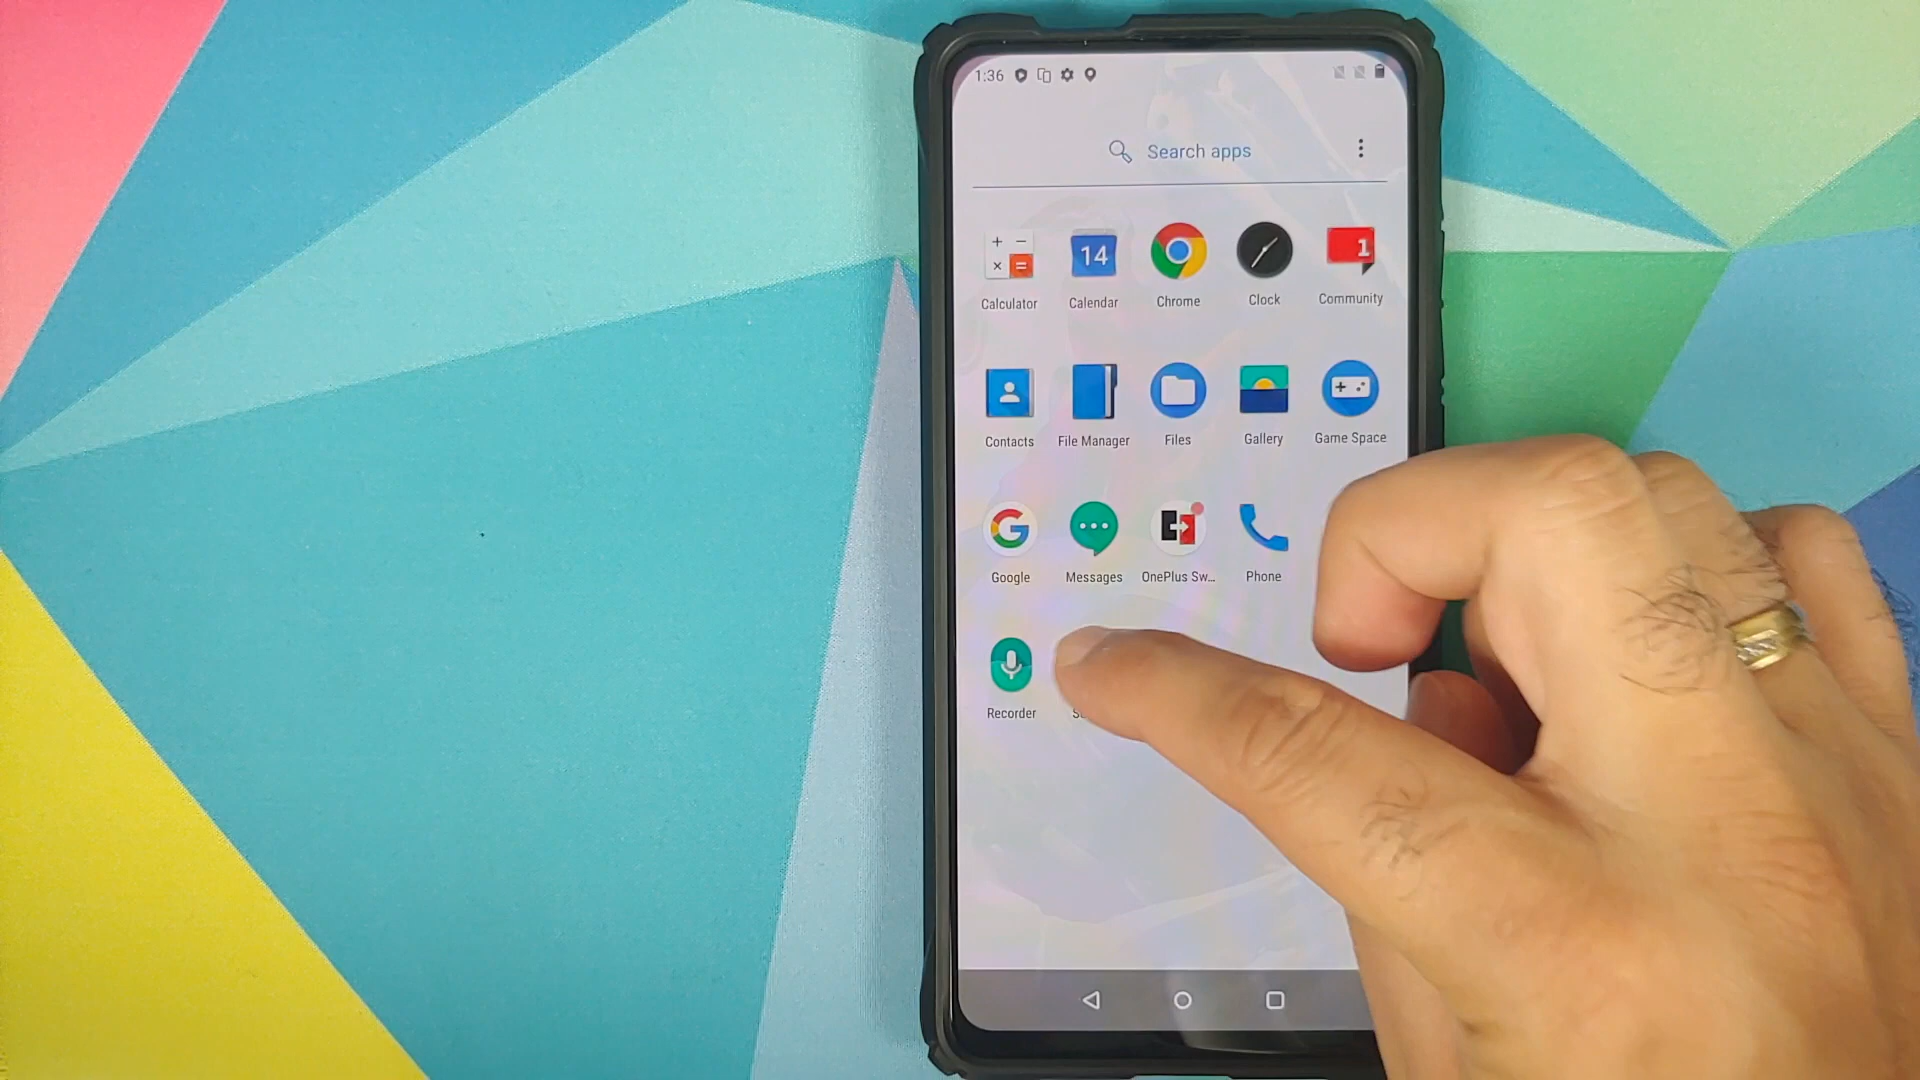 1:36
Search apps
14
1
Calculator
Calendar
Chrome
Clock
Community
Contacts
File Manager
Files
Gallery
Game Space
G
Google
Messages
OnePlus Sw...
Phone
Recorder